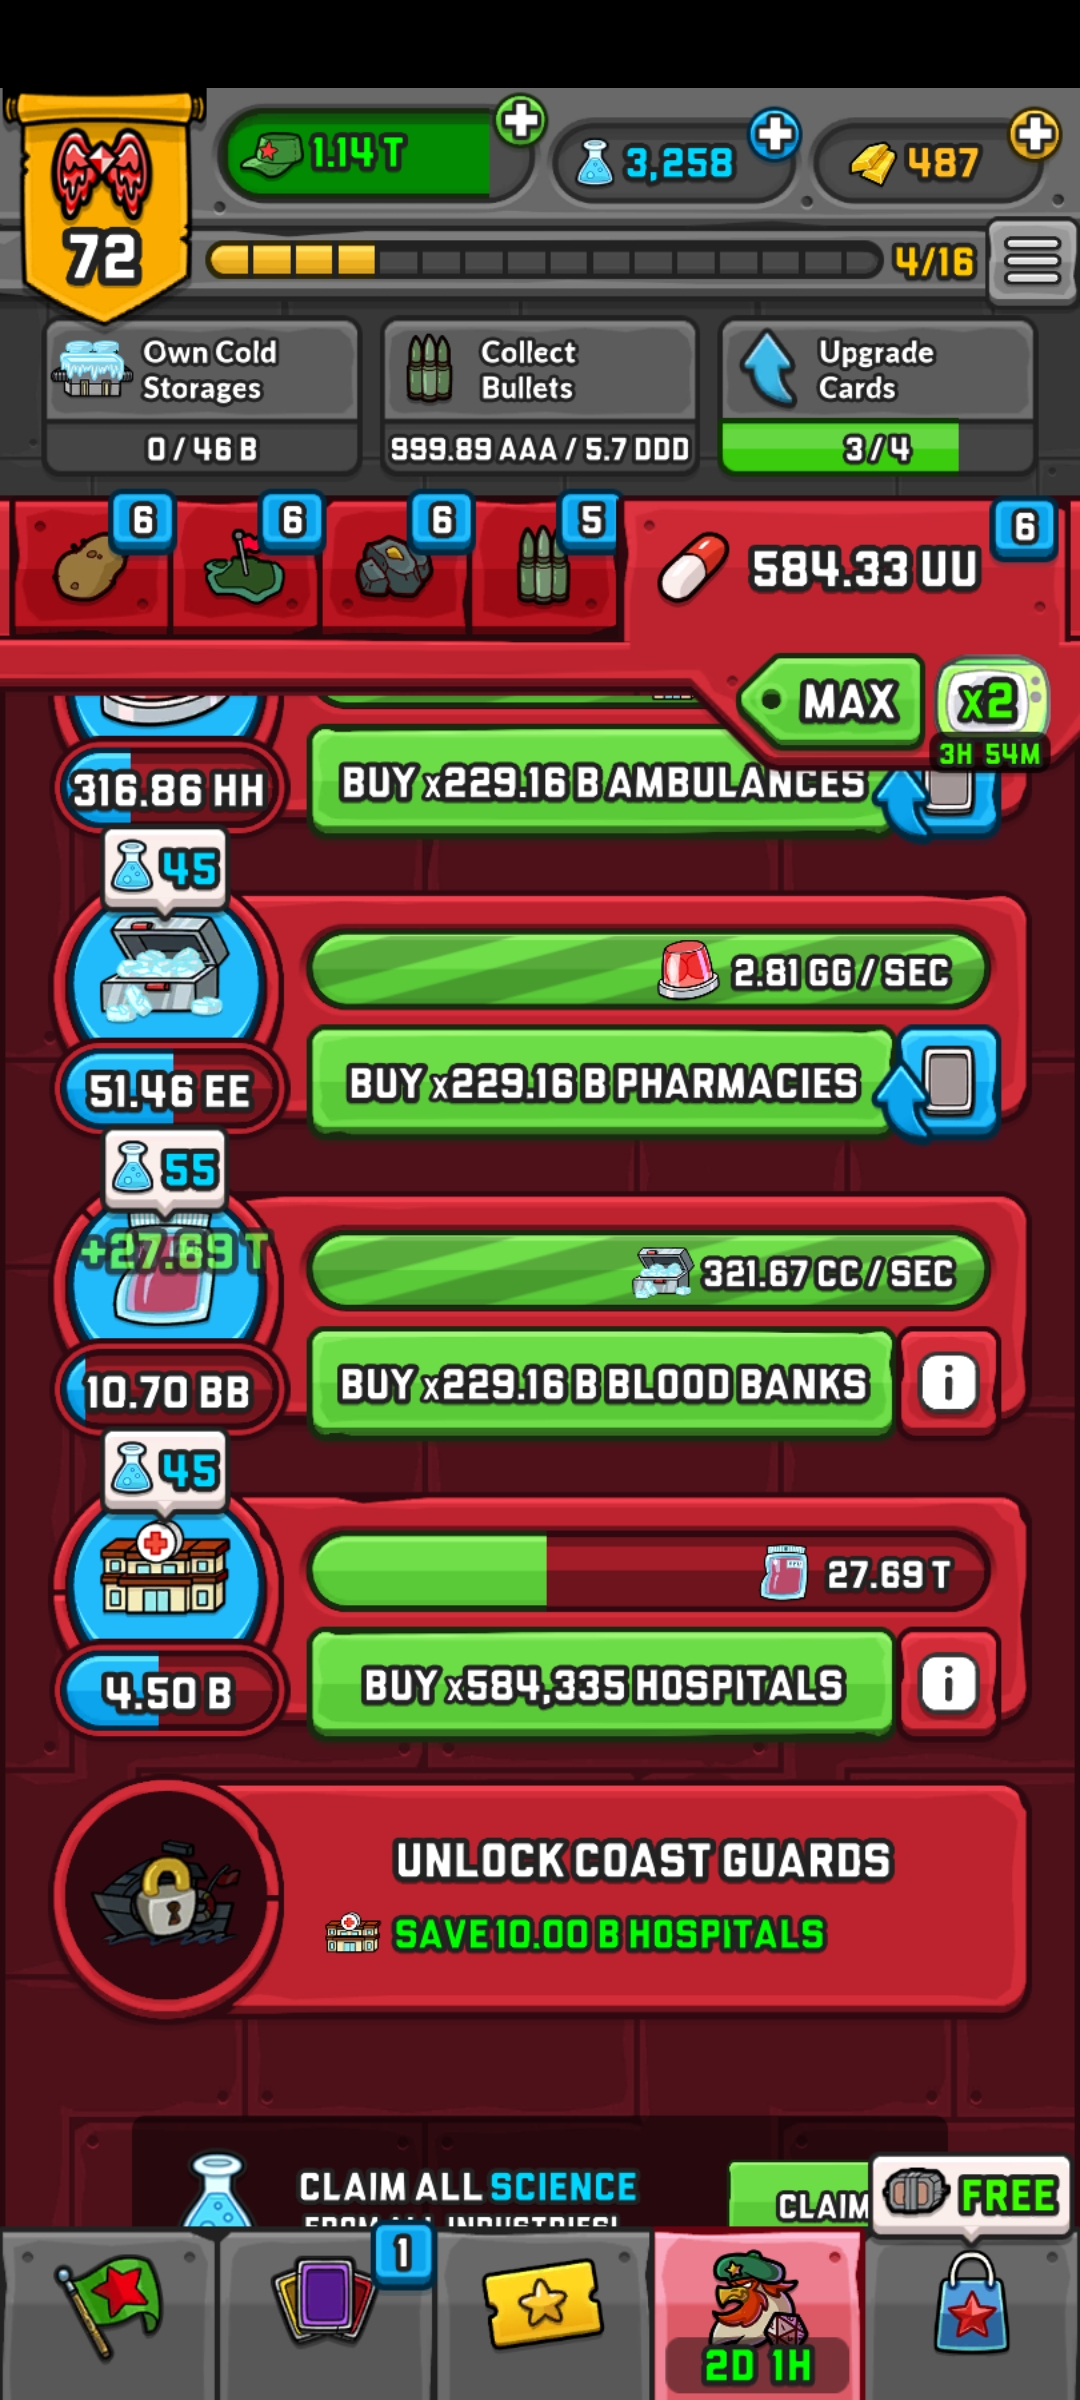 1.14 T
3,258
487
72
4/16
Own Cold
Storages
0 / 46 B
Collect
Bullets
999.89 AAA / 5.7 DDD
Upgrade
Cards
3 / 4
6
6
6
5
6
584.33 UU
MAX
x2
3H 54M
316.86 HH
BUY x229.16 B AMBULANCES
45
2.81 GG / SEC
51.46 EE
BUY x229.16 B PHARMACIES
55
+27.69 T
321.67 CC / SEC
10.70 BB
BUY x229.16 B BLOOD BANKS
45
27.69 T
4.50 B
BUY x584,335 HOSPITALS
UNLOCK COAST GUARDS
SAVE 10.00 B HOSPITALS
CLAIM ALL SCIENCE
FROM ALL INDUSTRIES!
CLAIM
FREE
1
2D 1H